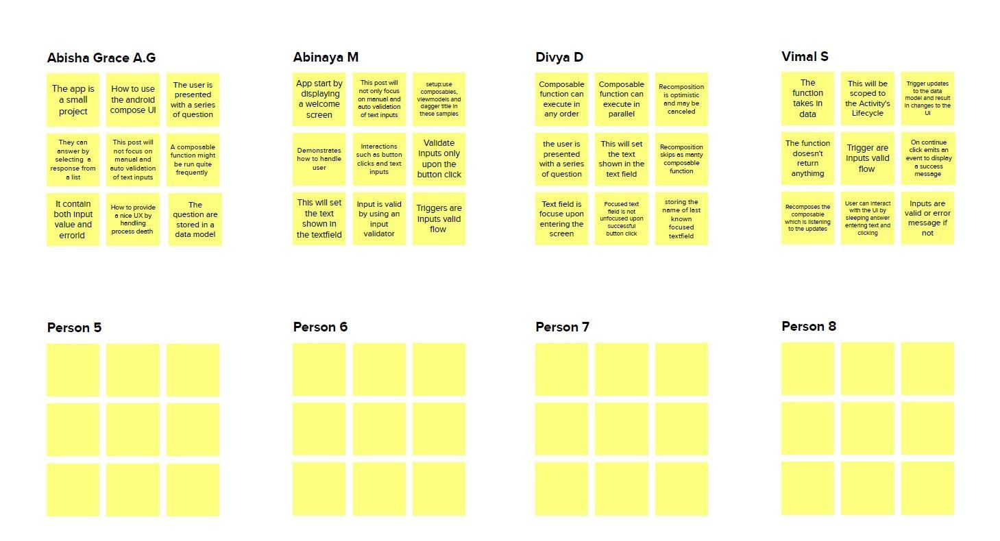 Abisha Grace A.G
The app is
a small
project
How to use
the android
compose UI
The user is
presented
with a series
of question
They can
answer by
selecting a
response from
a list
This post will
not focus on
manual and
auto validation
of text inputs
A composable
function might
be run quite
frequently
It contain
both input
value and
errorId
How to provide
a nice UX by
handling
process death
The
question are
stored in a
data model
Abinaya M
App start by
displaying
a welcome
screen
This post will
not only focus
on manual and
auto validation
of text inputs
setup:use
composables,
viewmodels and
dagger title in
these samples
Demonstrates
how to handle
user
Interactions
such as button
clicks and text
inputs
Validate
inputs only
upon the
button click
This will set
the text
shown in
the textfield
Input is valid
by using an
input
validator
Triggers are
inputs valid
flow
Divya D
Composable
function can
execute in
any order
Composable
function can
execute in
parallel
Recomposition
is optimistic
and may be
canceled
the user is
presented
with a series
of question
This will set
the text
shown in the
text field
Recomposition
skips as manty
composable
function
Text field is
focuse upon
entering the
screen
Focused text
field is not
unfocused upon
successful
button click
storing the
name of last
known
focused
textfield
Vimal S
The
function
takes in
data
This will be
scoped to
the Activity's
Lifecycle
Trigger updates
to the data
model and result
in changes to the
UI
The function
dosesn't
return
anythimg
Trigger are
inputs valid
flow
On continue
click emits an
event to display
a success
message
Recomposes the
composable
which is listening
to the updates
User can interact
with the UI by
sleeping answer
entering text and
clicking
Inputs are
valid or error
message if
not
Person 5
Person 6
Person 7
Person 8